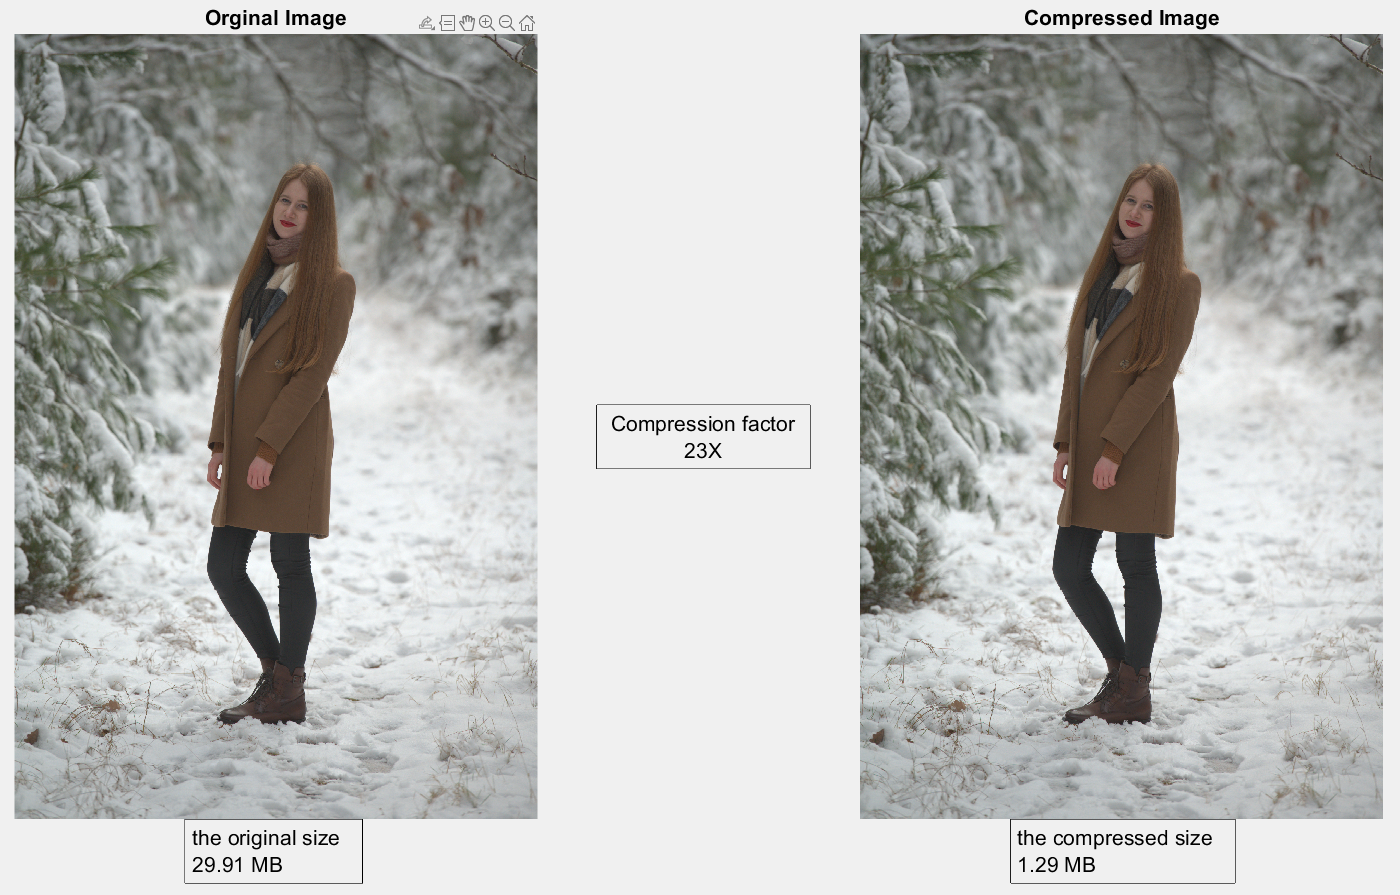 Orginal Image
Compressed Image
Compression factor
23X
the original size
29.91 MB
the compressed size
1.29 MB